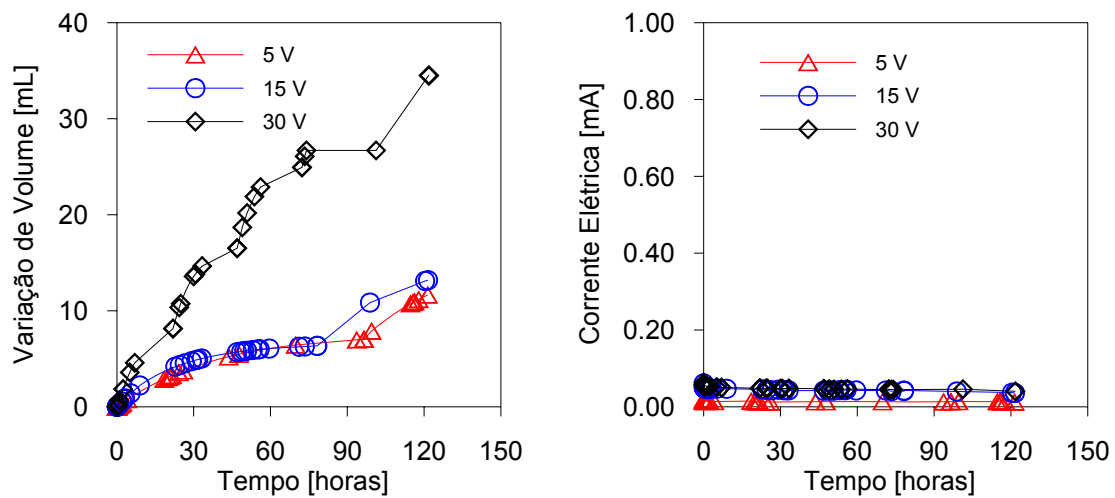 Variação de Volume [mL]
40
30
20
10
0
5 V
15 V
30 V
0 30 60 90 120 150
Tempo [horas]
Corrente Elétrica [mA]
1.00
0.80
0.60
0.40
0.20
0.00
5 V
15 V
30 V
0 30 60 90 120 150
Tempo [horas]